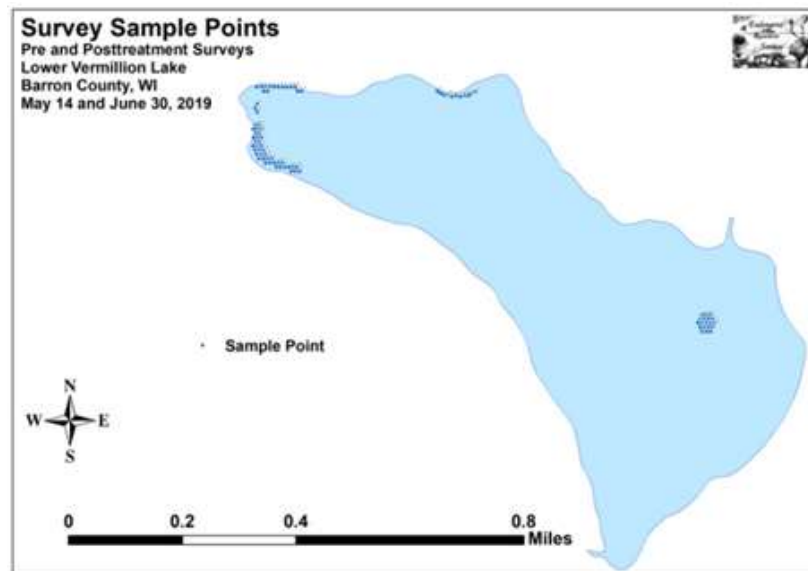 Survey Sample Points
Pre and Posttreatment Surveys
Lower Vermillion Lake
Barron County, WI
May 14 and June 30, 2019
Sample Point
N
W E
S
0 0.2 0.4 0.8
Miles